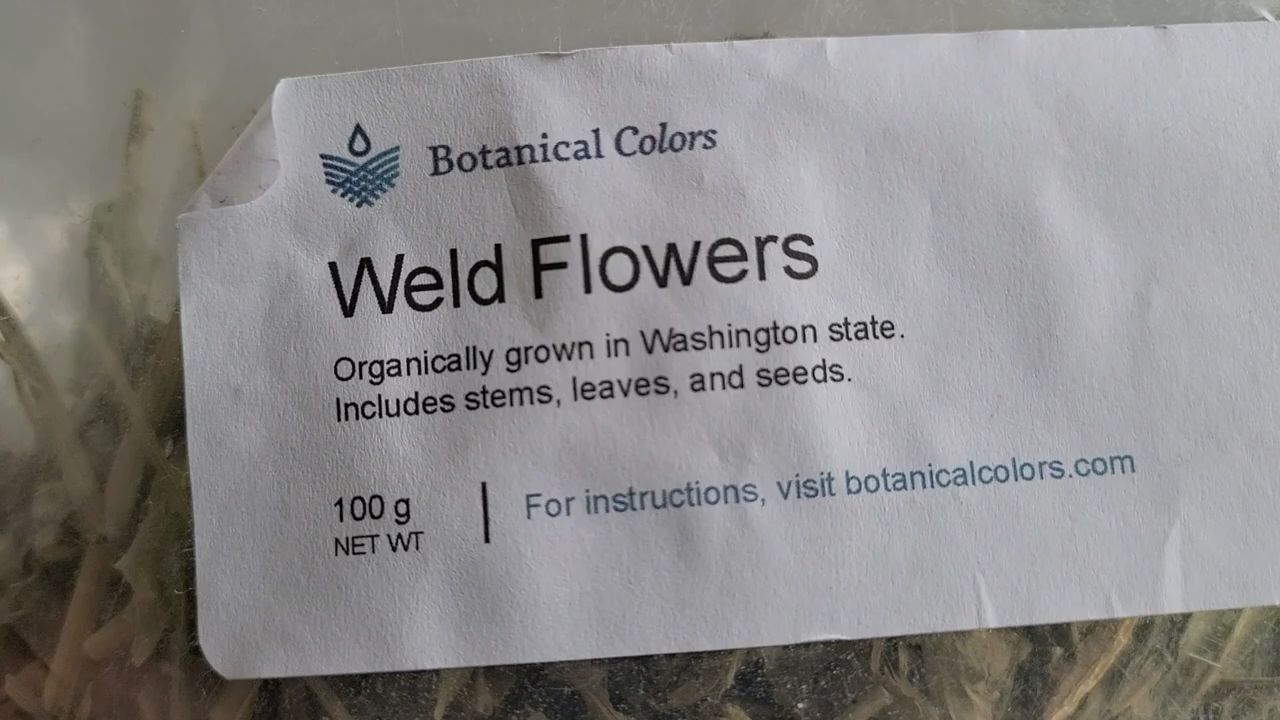 Botanical Colors
Weld Flowers
Organically grown in Washington state.
Includes stems, leaves, and seeds.
100 g
NET WT
For instructions, visit botanicalcolors.com